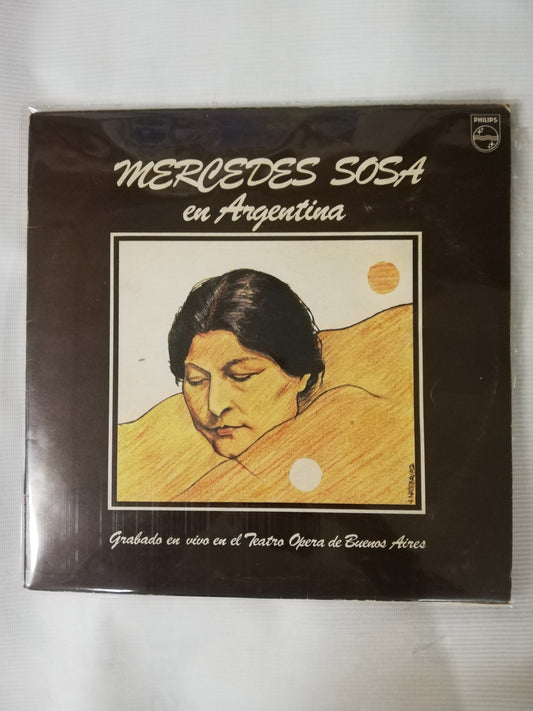 PHILIPS
MERCEDES SOSA
en Argentina
Grabado en vivo en el Teatro Opera de Buenos Aires